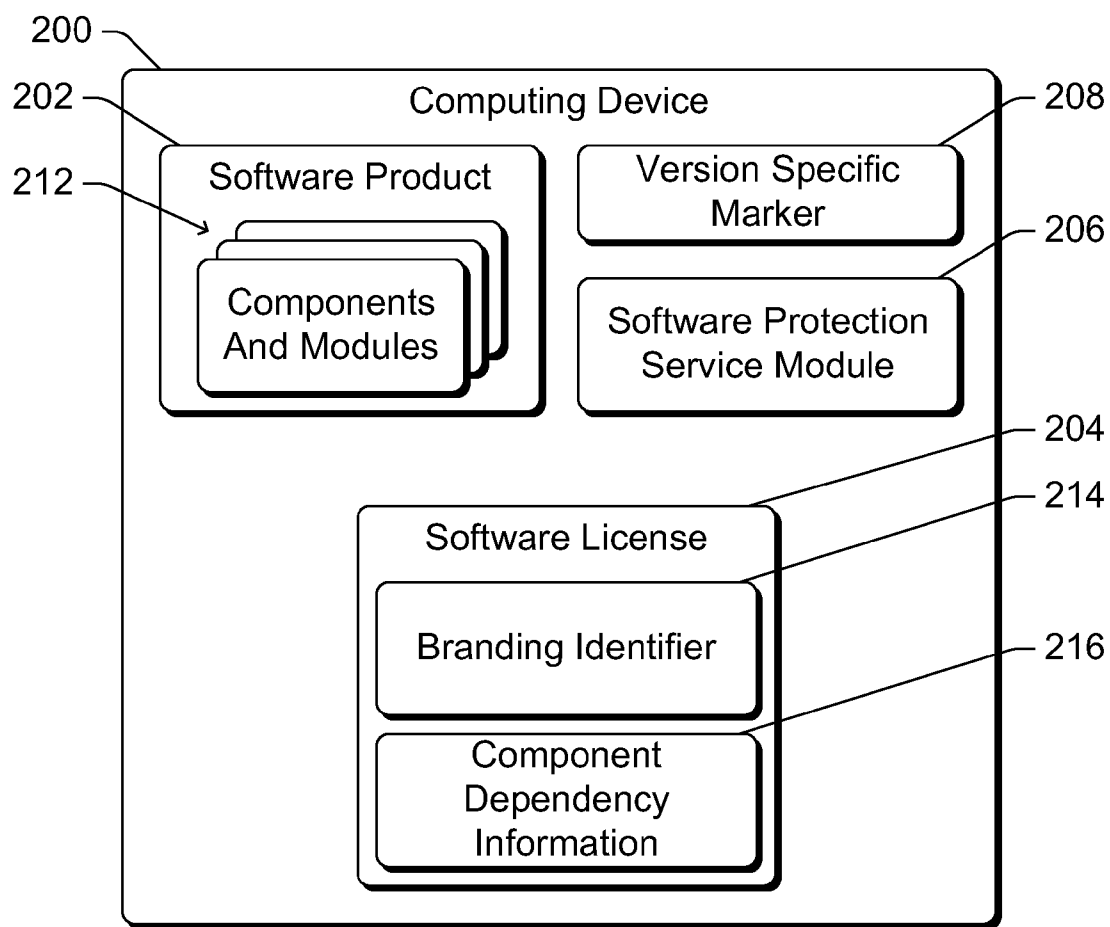 200
Computing Device
202
208
Software Product
Version Specific
Marker
212
206
Components
And Modules
Software Protection
Service Module
204
Software License
214
Branding Identifier
216
Component
Dependency
Information